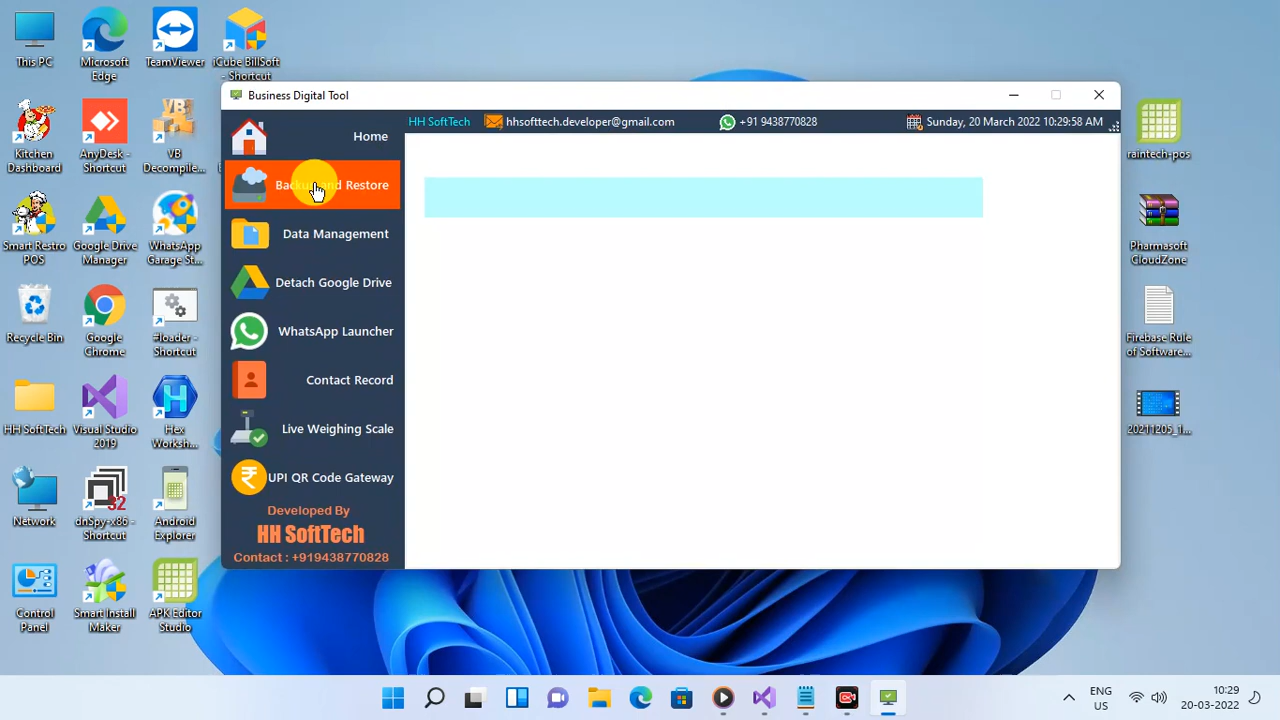 This PC
Microsoft
Edge
TeamViewer
iCube BillSoft
- Shortcut
Kitchen
Dashboard
AnyDesk -
Shortcut
VB
Decompile...
Smart Restro
POS
Google Drive
Manager
WhatsApp
Garage St...
Recycle Bin
Google
Chrome
#loader -
Shortcut
HH SoftTech
Visual Studio
2019
Hex
Worksh...
Network
32
dnSpy-x86 -
Shortcut
Android
Explorer
Control
Panel
Smart Install
Maker
APK Editor
Studio
Business Digital Tool
HH SoftTech
hhsofttech.developer@gmail.com
+91 9438770828
Sunday, 20 March 2022 10:29:58 AM
Home
Backup and Restore
Data Management
Detach Google Drive
WhatsApp Launcher
Contact Record
Live Weighing Scale
UPI QR Code Gateway
Developed By
HH SoftTech
Contact : +919438770828
raintech-pos
Pharmasoft
CloudZone
Firebase Rule
of Software...
20211205_1...
ENG
US
10:29
20-03-2022